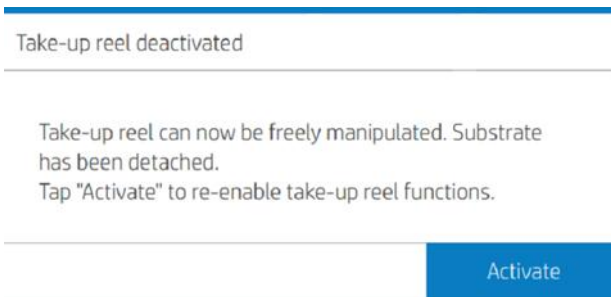 Take-up reel deactivated
Take-up reel can now be freely manipulated. Substrate
has been detached.
Tap "Activate" to re-enable take-up reel functions.
Activate